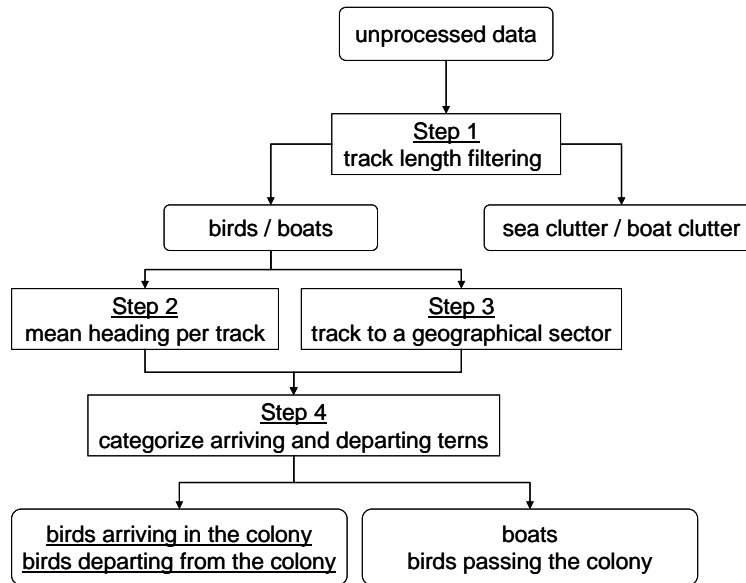 unprocessed data
Step 1
track length filtering
birds / boats
sea clutter / boat clutter
Step 2
mean heading per track
Step 3
track to a geographical sector
Step 4
categorize arriving and departing terns
birds arriving in the colony
birds departing from the colony
boats
birds passing the colony